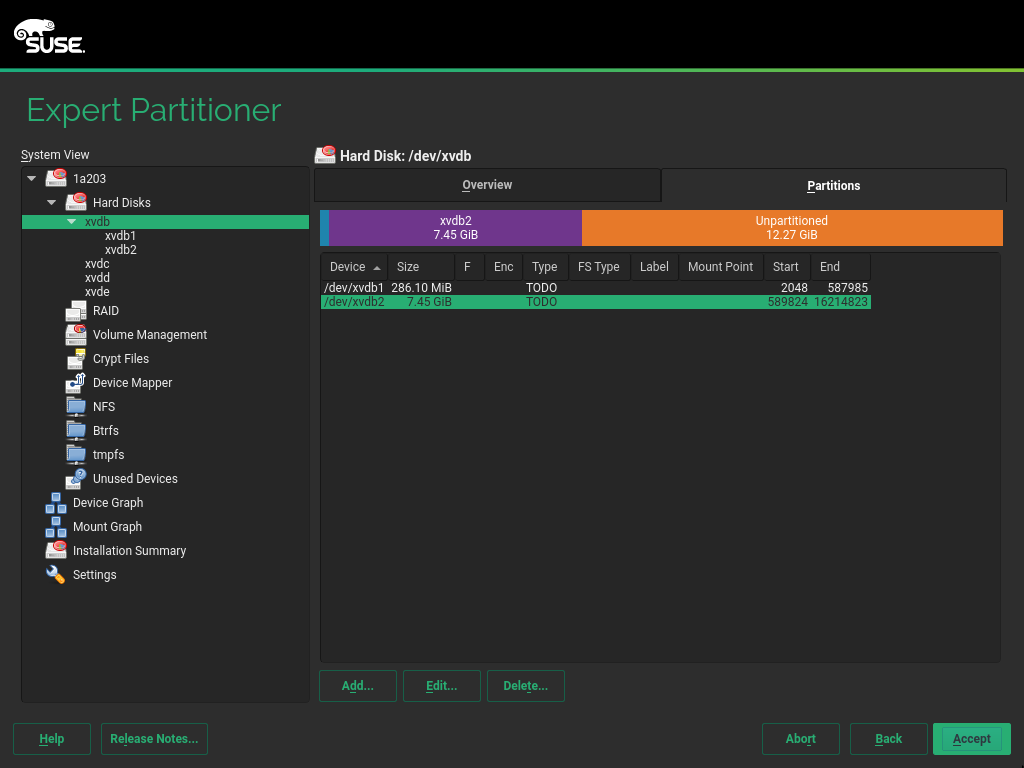 SUSE.
Expert Partitioner
System View
1a203
Hard Disks
xvdb
xvdb1
xvdb2
xvdc
xvdd
xvde
RAID
Volume Management
Crypt Files
Device Mapper
NFS
Btrfs
tmpfs
Unused Devices
Device Graph
Mount Graph
Installation Summary
Settings
Hard Disk: /dev/xvdb
Overview Partitions
xvdb2 Unpartitioned
7.45 GiB 12.27 GiB
Device Size F Enc Type FS Type Label Mount Point Start End
/dev/xvdb1 286.10 MiB TODO 2048 587985
/dev/xvdb2 7.45 GiB TODO 589824 16214823
Add... Edit... Delete...
Help Release Notes... Abort Back Accept